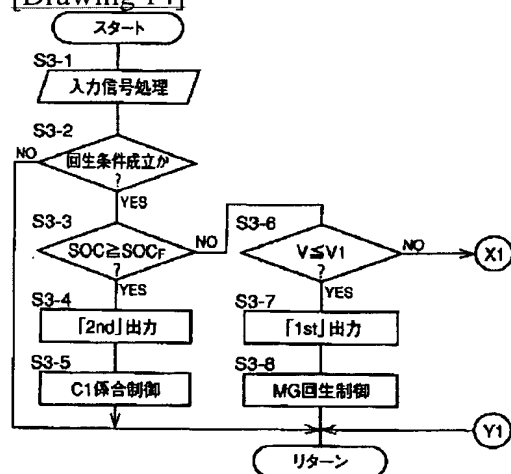 [Drawing 14]
スタート
S3-1
入力信号処理
S3-2
NO
回生条件成立か
?
YES
S3-3
SOC≧SOCF
?
NO
YES
S3-6
V≦V1
?
NO
X1
YES
S3-4
「2nd」出力
S3-7
「1st」出力
S3-5
C1係合制御
S3-8
MG回生制御
Y1
リターン